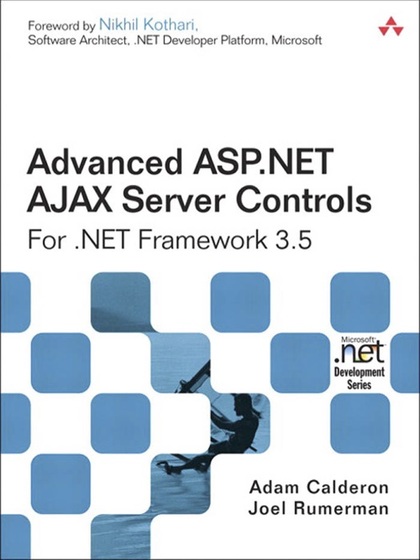 Foreword by Nikhil Kothari,
Software Architect, .NET Developer Platform, Microsoft
Advanced ASP.NET
AJAX Server Controls
For .NET Framework 3.5
Microsoft
.net
Development
Series
Adam Calderon
Joel Rumerman